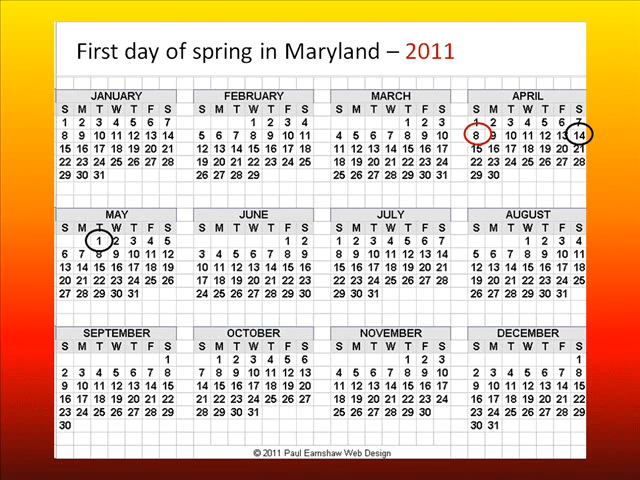 First day of spring in Maryland – 2011
JANUARY FEBRUARY MARCH APRIL
S M T W T F S S M T W T F S S M T W T F S S M T W T F S
1 2 3 4 5 6 7 1 2 3 4 1 2 3 1 2 3 4 5 6 7
8 9 10 11 12 13 14 5 6 7 8 9 10 11 4 5 6 7 8 9 10 8 9 10 11 12 13 14
15 16 17 18 19 20 21 12 13 14 15 16 17 18 11 12 13 14 15 16 17 15 16 17 18 19 20 21
22 23 24 25 26 27 28 19 20 21 22 23 24 25 18 19 20 21 22 23 24 22 23 24 25 26 27 28
29 30 31 26 27 28 29 25 26 27 28 29 30 31 29 30
MAY JUNE JULY AUGUST
S M T W T F S S M T W T F S S M T W T F S S M T W T F S
1 2 3 4 5 1 2 1 2 3 4 5 6 7 1 2 3 4
6 7 8 9 10 11 12 3 4 5 6 7 8 9 8 9 10 11 12 13 14 5 6 7 8 9 10 11
13 14 15 16 17 18 19 10 11 12 13 14 15 16 15 16 17 18 19 20 21 12 13 14 15 16 17 18
20 21 22 23 24 25 26 17 18 19 20 21 22 23 22 23 24 25 26 27 28 19 20 21 22 23 24 25
27 28 29 30 31 24 25 26 27 28 29 30 29 30 31 26 27 28 29 30 31
SEPTEMBER OCTOBER NOVEMBER DECEMBER
S M T W T F S S M T W T F S S M T W T F S S M T W T F S
1 1 2 3 4 5 6 1 2 3 1
2 3 4 5 6 7 8 7 8 9 10 11 12 13 4 5 6 7 8 9 10 2 3 4 5 6 7 8
9 10 11 12 13 14 15 14 15 16 17 18 19 20 11 12 13 14 15 16 17 9 10 11 12 13 14 15
16 17 18 19 20 21 22 21 22 23 24 25 26 27 18 19 20 21 22 23 24 16 17 18 19 20 21 22
23 24 25 26 27 28 29 28 29 30 31 25 26 27 28 29 30 23 24 25 26 27 28 29
30 30 31
© 2011 Paul Earnshaw Web Design